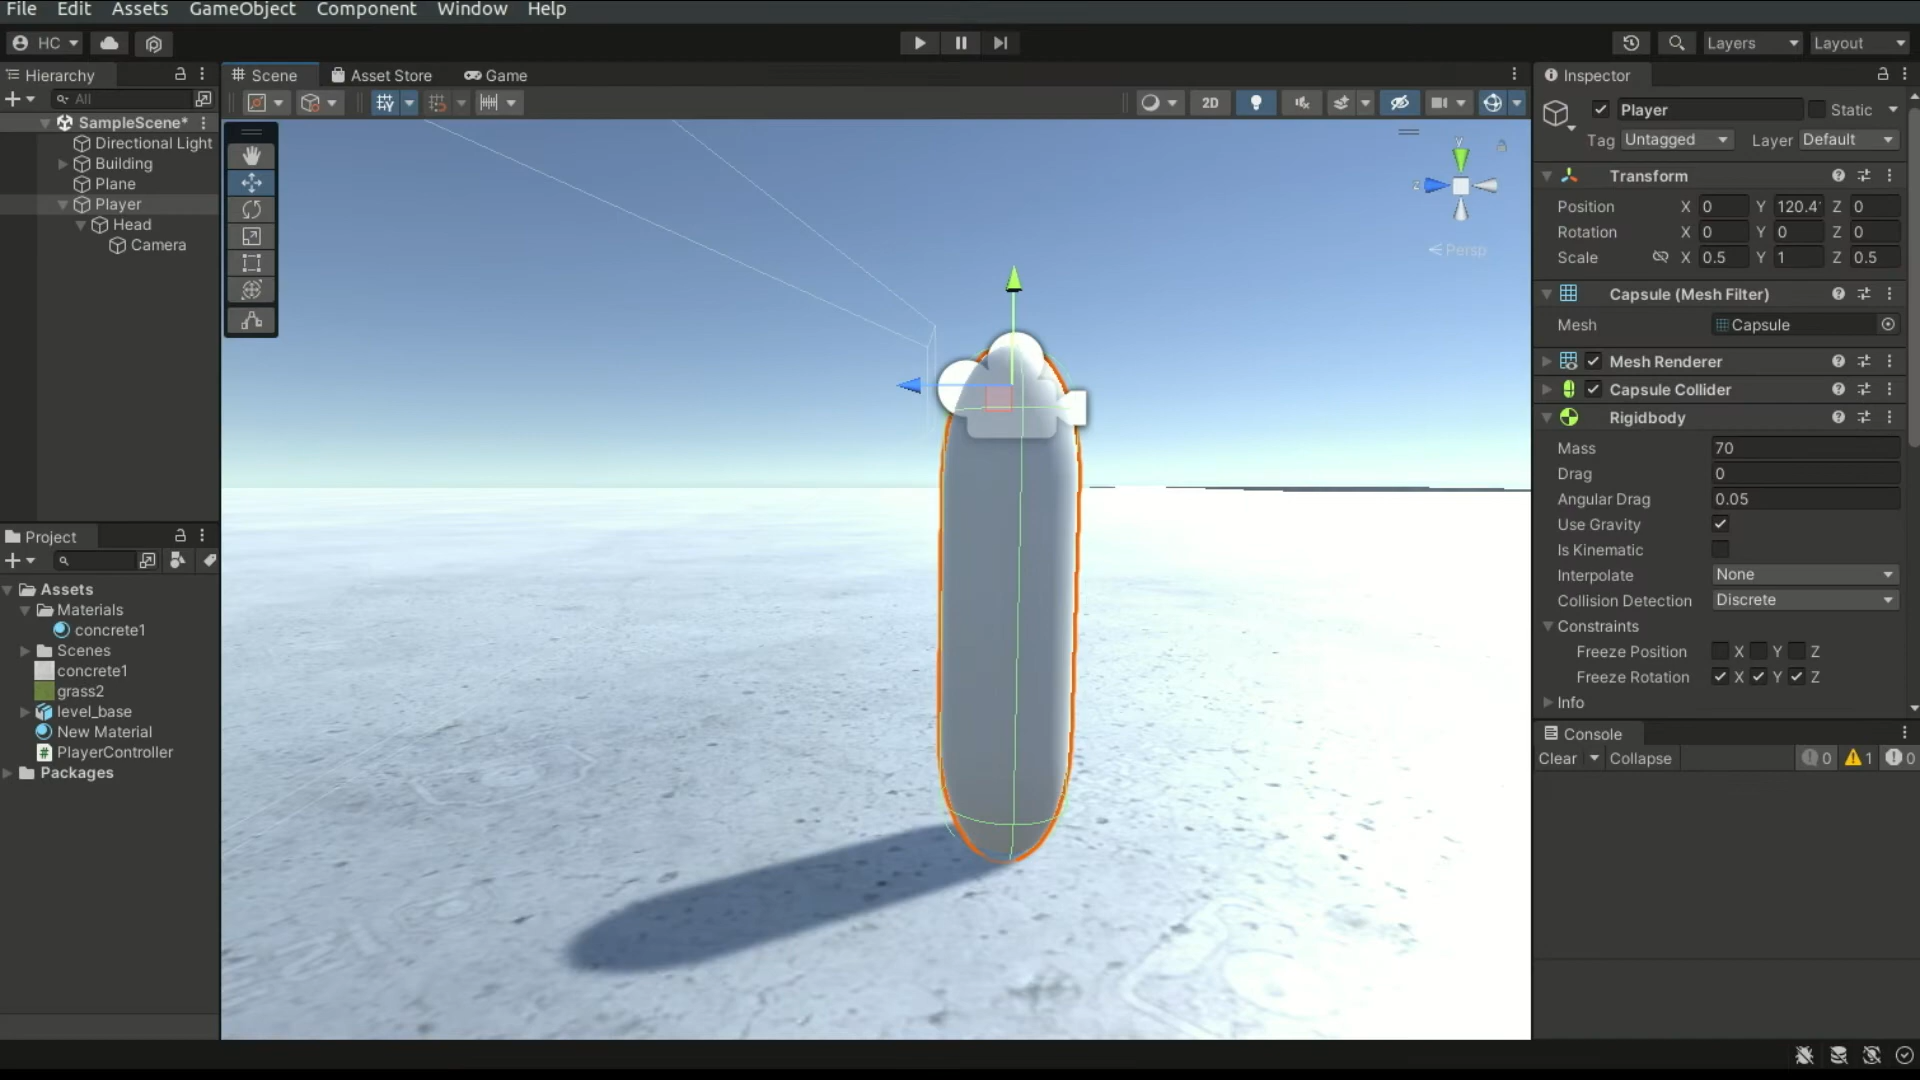 File Edit Assets GameObject Component Window Help
HC Layers Layout
Hierarchy Scene Asset Store Game Inspector
All 2D Player Static
SampleScene*
Tag Untagged Layer Default
Directional Light
Building
Plane
Player
Head
Camera
y
z
Persp
Transform
Position X 0 Y 120.4 Z 0
Rotation X 0 Y 0 Z 0
Scale X 0.5 Y 1 Z 0.5
Capsule (Mesh Filter)
Mesh Capsule
Mesh Renderer
Capsule Collider
Rigidbody
Mass 70
Drag 0
Angular Drag 0.05
Use Gravity
Is Kinematic
Interpolate None
Collision Detection Discrete
Constraints
Freeze Position X Y Z
Freeze Rotation X Y Z
Info
Project
Assets
Materials
concrete1
Scenes
concrete1
grass2
level_base
New Material
PlayerController
Packages
Console
Clear Collapse 0 1 0